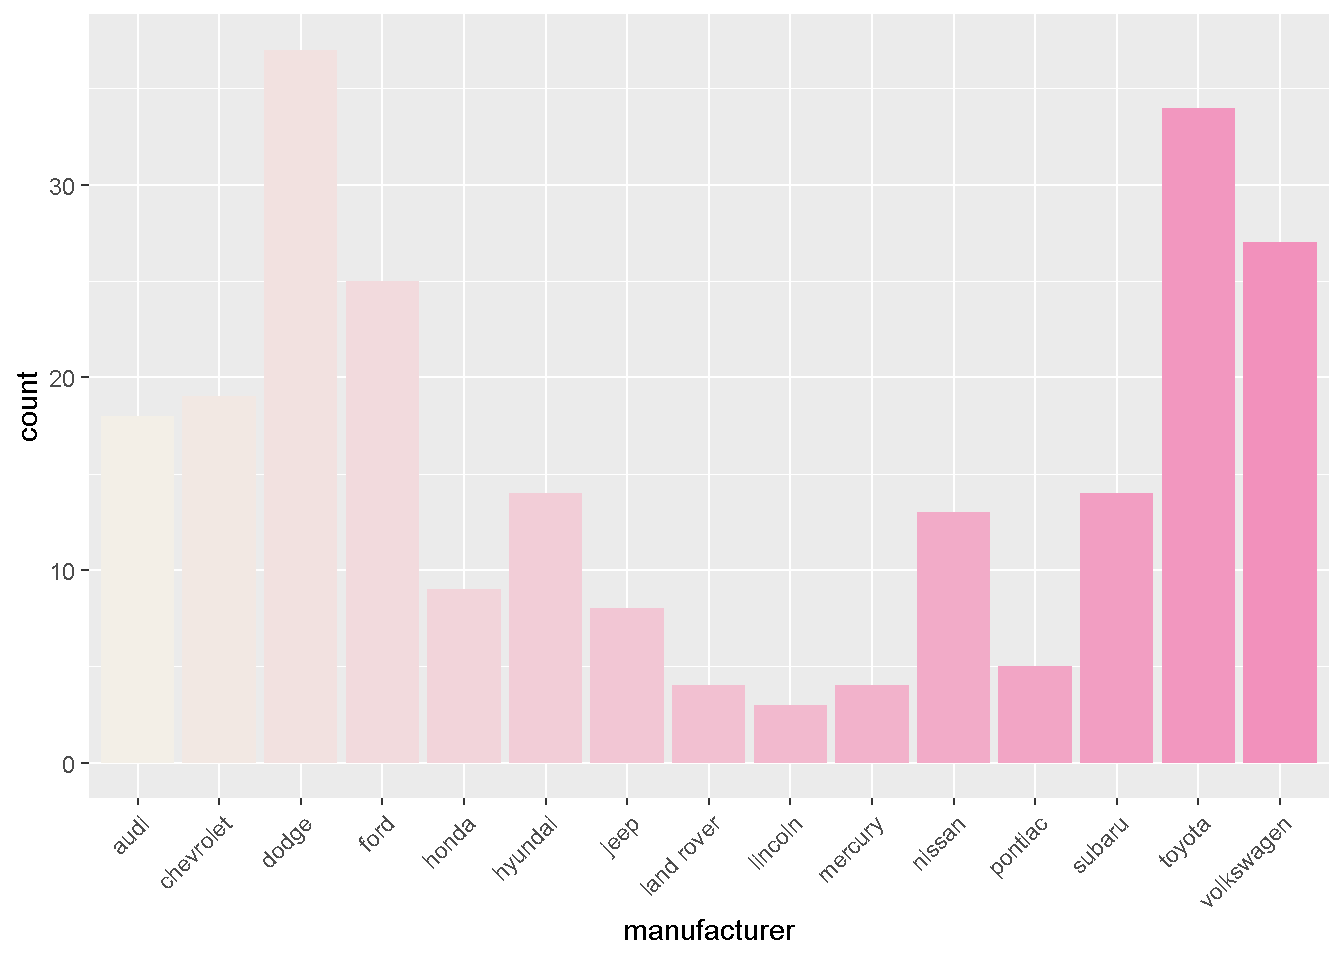 count
30
20
10
0
audi
chevrolet
dodge
ford
honda
hyundai
jeep
land rover
lincoln
mercury
nissan
pontiac
subaru
toyota
volkswagen
manufacturer